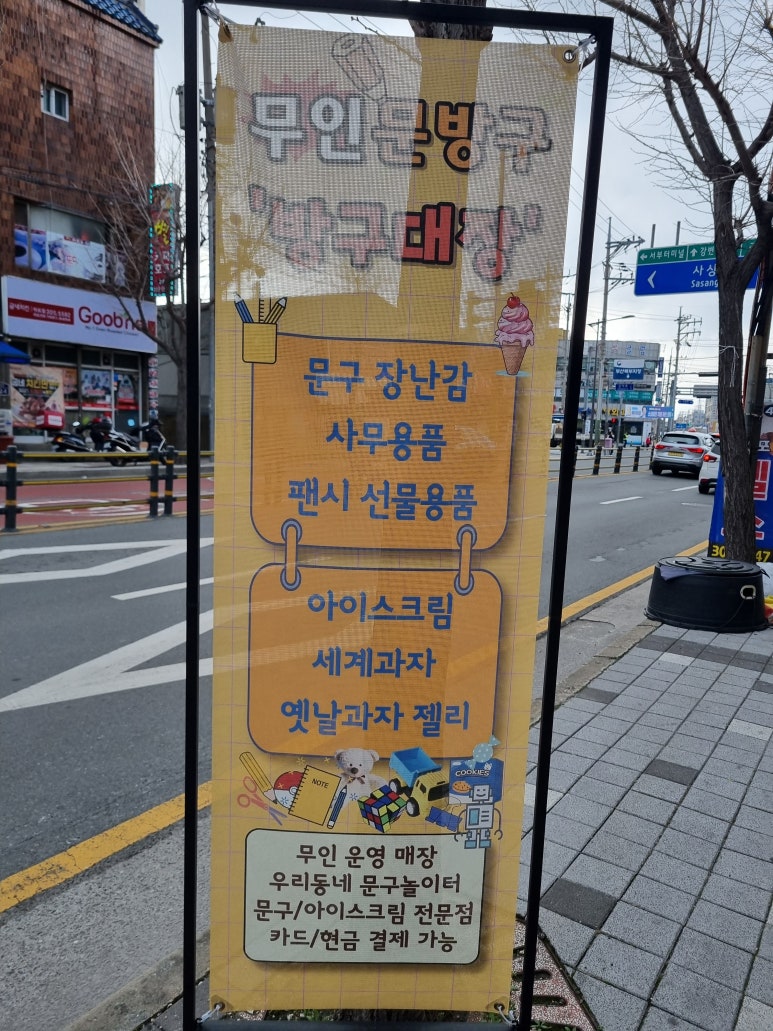 무인문방구
'방구대장'
문구 장난감
사무용품
팬시 선물용품
아이스크림
세계과자
옛날과자 젤리
NOTE
COOKIES
무인 운영 매장
우리동네 문구놀이터
문구/아이스크림 전문점
카드/현금 결제 가능
굽네치킨
Goobne
서부터미널
강변
사상
Sasang